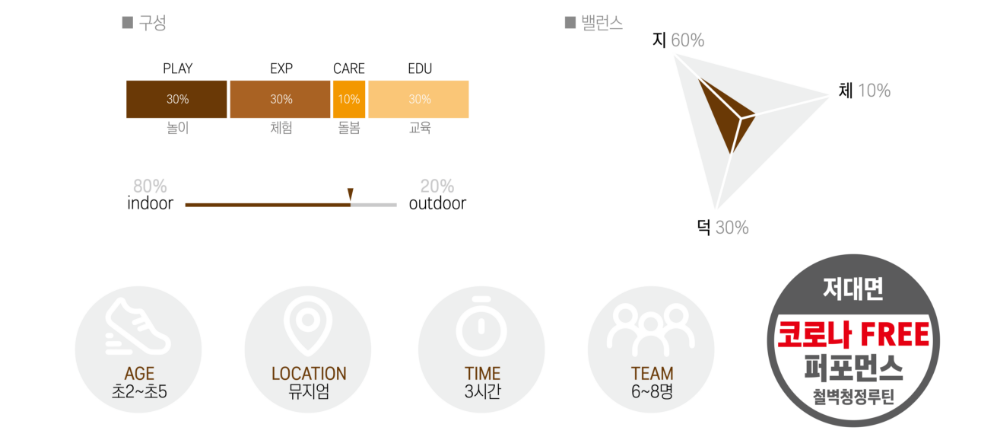 ■ 구성
PLAY EXP CARE EDU
30% 30% 10% 30%
놀이 체험 돌봄 교육
80% 20%
indoor outdoor
■ 밸런스
지 60%
체 10%
덕 30%
AGE
초2~초5
LOCATION
뮤지엄
TIME
3시간
TEAM
6~8명
저대면
코로나 FREE
퍼포먼스
철벽청정루틴